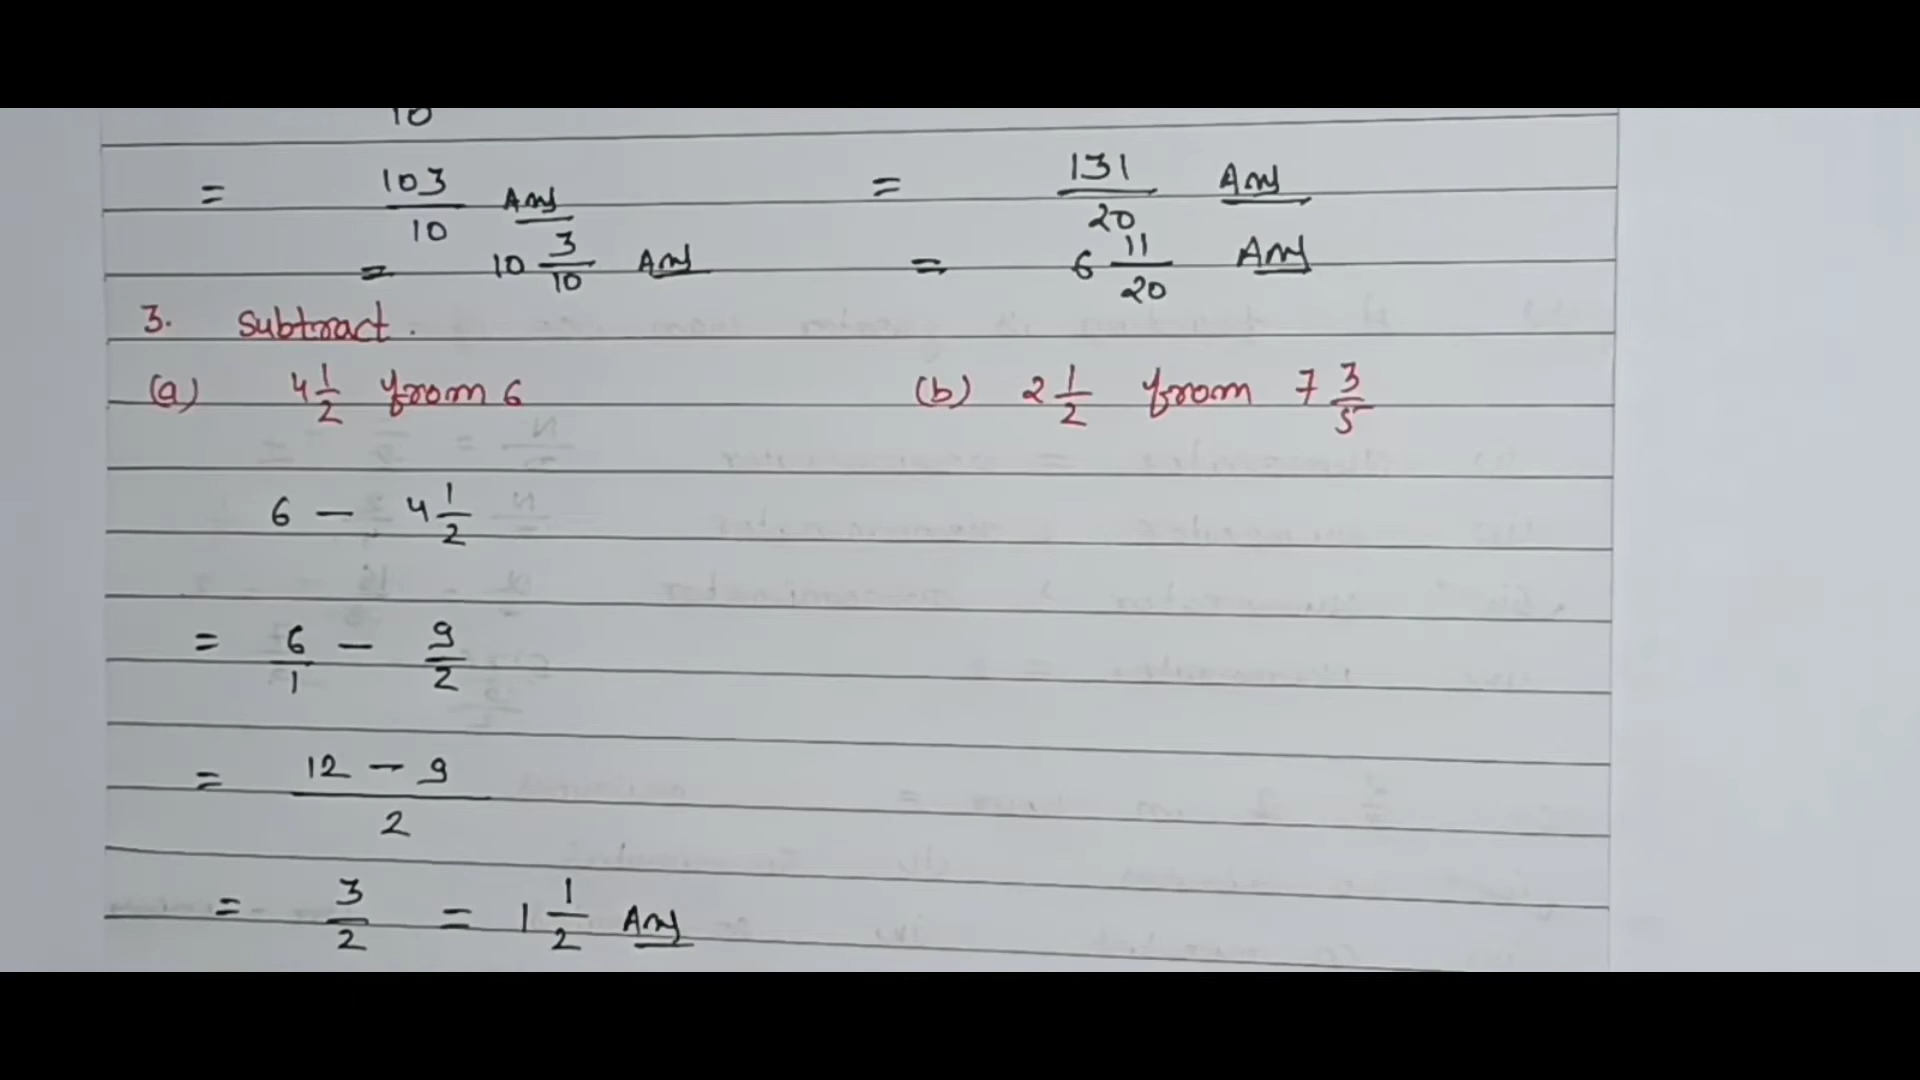 10
= 103/10 Ans = 131/20 Ans
= 10 3/10 Ans = 6 11/20 Ans
3. Subtract.
(a) 4 1/2 from 6 (b) 2 1/2 from 7 3/5
6 - 4 1/2
= 6/1 - 9/2
= 12 - 9 / 2
= 3/2 = 1 1/2 Ans